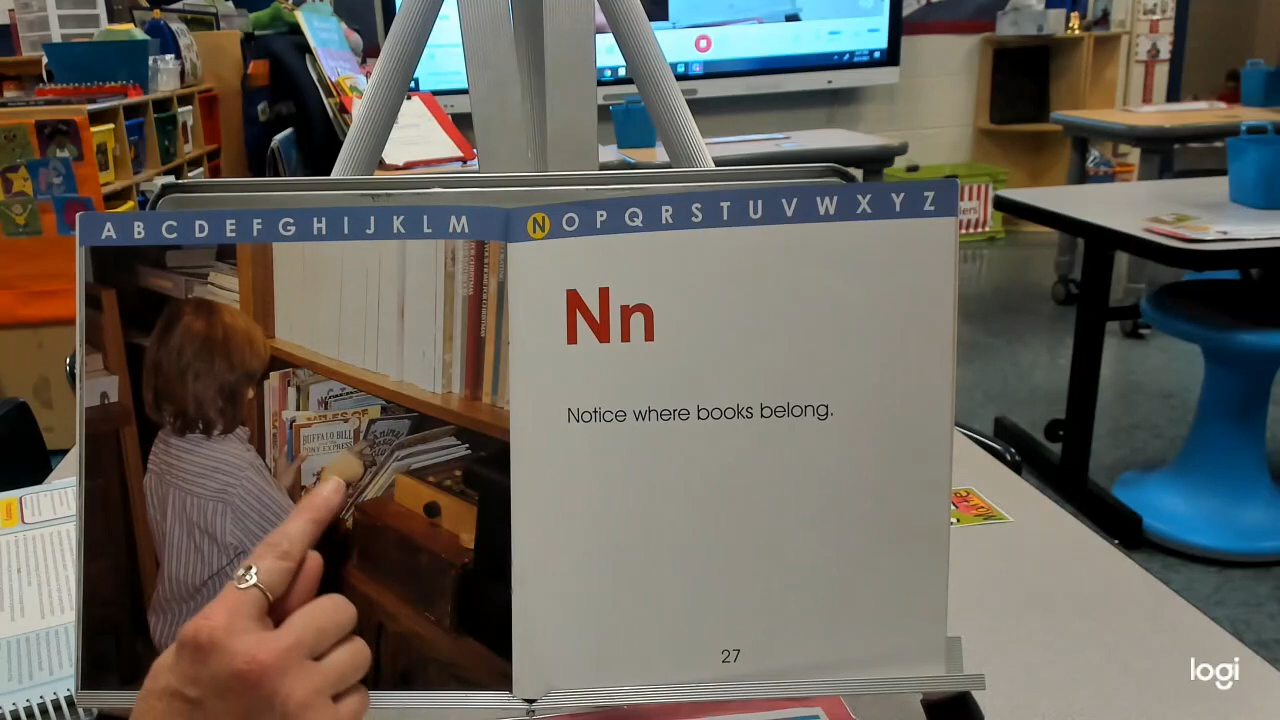 A B C D E F G H I J K L M N O P Q R S T U V W X Y Z
Nn
Notice where books belong.
BUFFALO BILL
PONY EXPRESS
27
logi